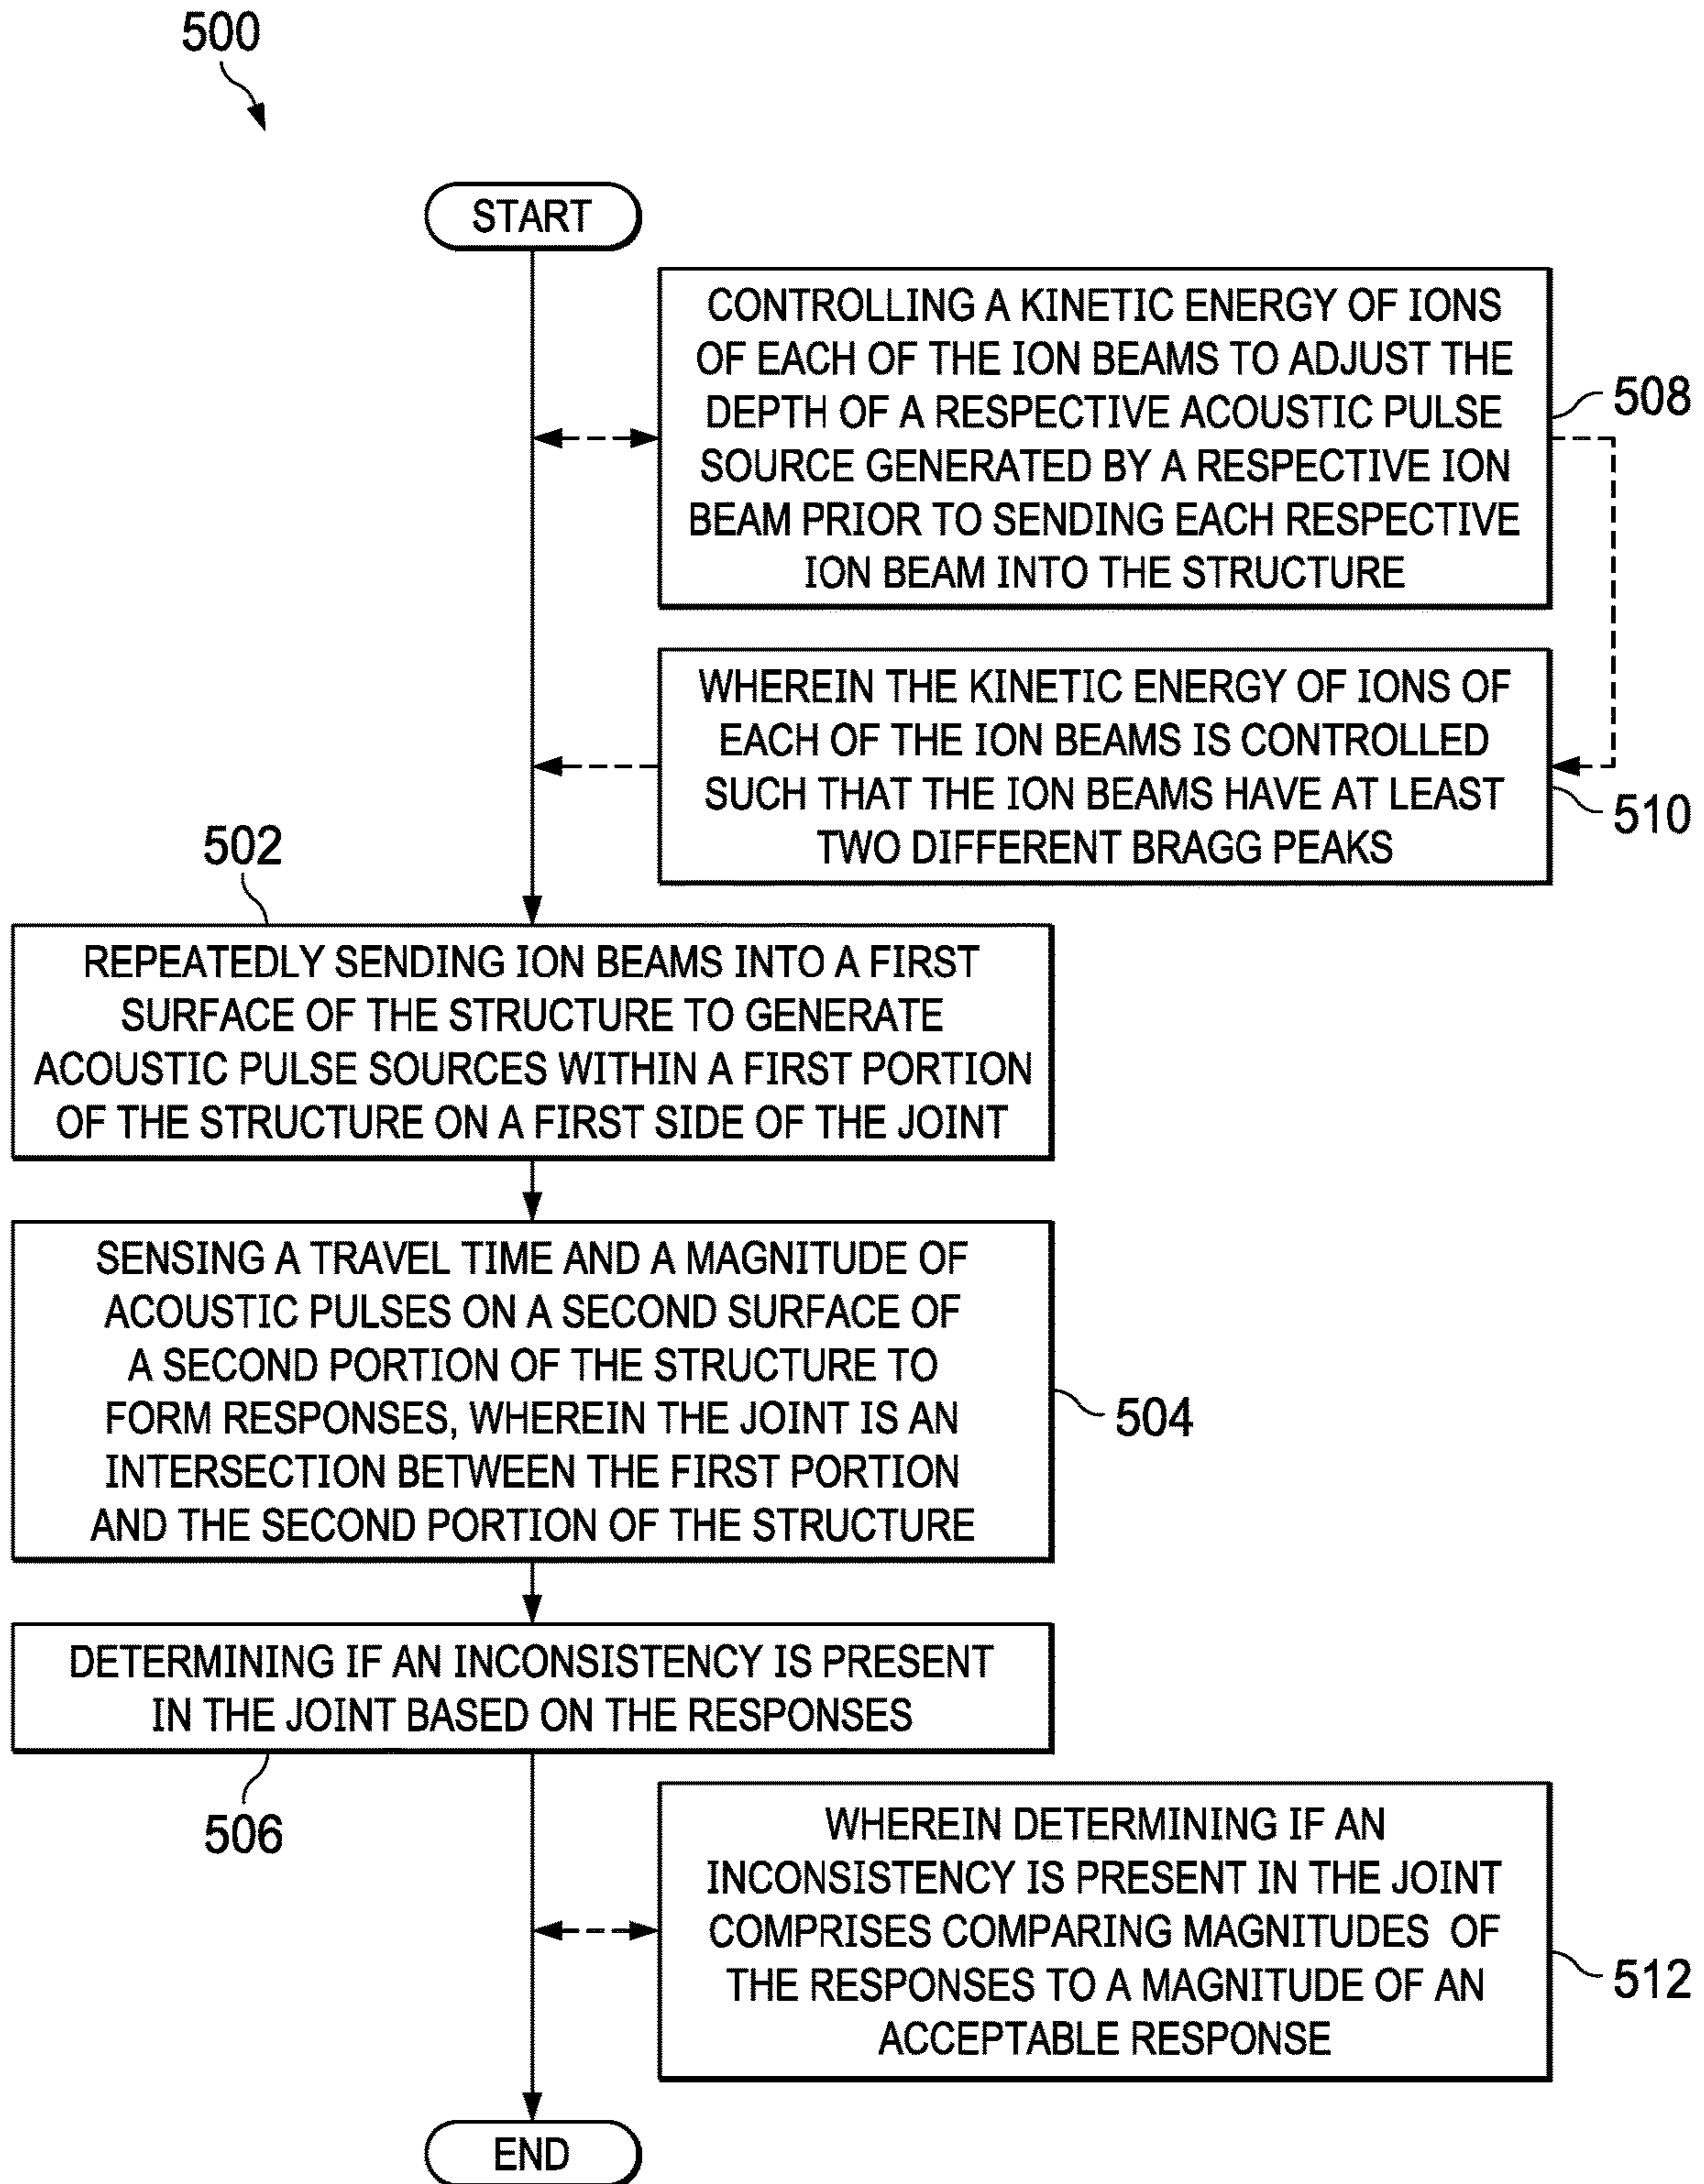 500
START
CONTROLLING A KINETIC ENERGY OF IONS
OF EACH OF THE ION BEAMS TO ADJUST THE
DEPTH OF A RESPECTIVE ACOUSTIC PULSE
SOURCE GENERATED BY A RESPECTIVE ION
BEAM PRIOR TO SENDING EACH RESPECTIVE
ION BEAM INTO THE STRUCTURE
508
WHEREIN THE KINETIC ENERGY OF IONS OF
EACH OF THE ION BEAMS IS CONTROLLED
SUCH THAT THE ION BEAMS HAVE AT LEAST
TWO DIFFERENT BRAGG PEAKS
510
502
REPEATEDLY SENDING ION BEAMS INTO A FIRST
SURFACE OF THE STRUCTURE TO GENERATE
ACOUSTIC PULSE SOURCES WITHIN A FIRST PORTION
OF THE STRUCTURE ON A FIRST SIDE OF THE JOINT
SENSING A TRAVEL TIME AND A MAGNITUDE OF
ACOUSTIC PULSES ON A SECOND SURFACE OF
A SECOND PORTION OF THE STRUCTURE TO
FORM RESPONSES, WHEREIN THE JOINT IS AN
INTERSECTION BETWEEN THE FIRST PORTION
AND THE SECOND PORTION OF THE STRUCTURE
504
DETERMINING IF AN INCONSISTENCY IS PRESENT
IN THE JOINT BASED ON THE RESPONSES
506
WHEREIN DETERMINING IF AN
INCONSISTENCY IS PRESENT IN THE JOINT
COMPRISES COMPARING MAGNITUDES OF
THE RESPONSES TO A MAGNITUDE OF AN
ACCEPTABLE RESPONSE
512
END